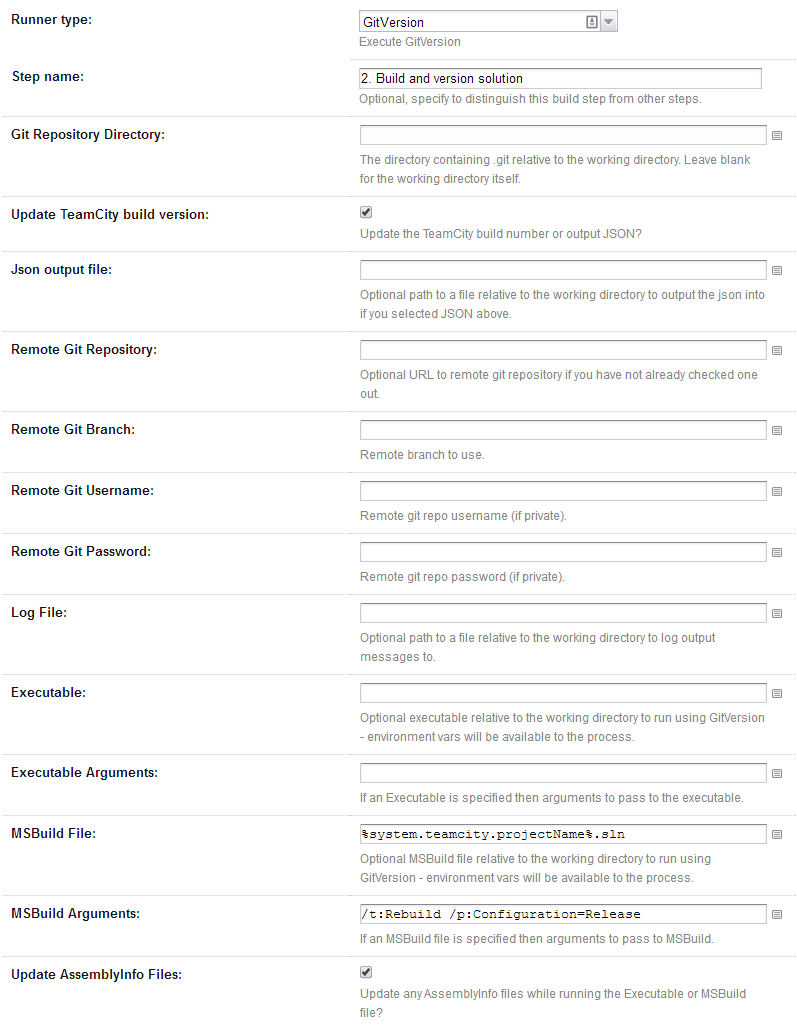 Runner type:
GitVersion
Execute GitVersion
Step name:
2. Build and version solution
Optional, specify to distinguish this build step from other steps.
Git Repository Directory:
The directory containing .git relative to the working directory. Leave blank
for the working directory itself.
Update TeamCity build version:
Update the TeamCity build number or output JSON?
Json output file:
Optional path to a file relative to the working directory to output the json into
if you selected JSON above.
Remote Git Repository:
Optional URL to remote git repository if you have not already checked one
out.
Remote Git Branch:
Remote branch to use.
Remote Git Username:
Remote git repo username (if private).
Remote Git Password:
Remote git repo password (if private).
Log File:
Optional path to a file relative to the working directory to log output
messages to.
Executable:
Optional executable relative to the working directory to run using GitVersion
- environment vars will be available to the process.
Executable Arguments:
If an Executable is specified then arguments to pass to the executable.
MSBuild File:
%system.teamcity.projectName%.sln
Optional MSBuild file relative to the working directory to run using
GitVersion - environment vars will be available to the process.
MSBuild Arguments:
/t:Rebuild /p:Configuration=Release
If an MSBuild file is specified then arguments to pass to MSBuild.
Update AssemblyInfo Files:
Update any AssemblyInfo files while running the Executable or MSBuild
file?